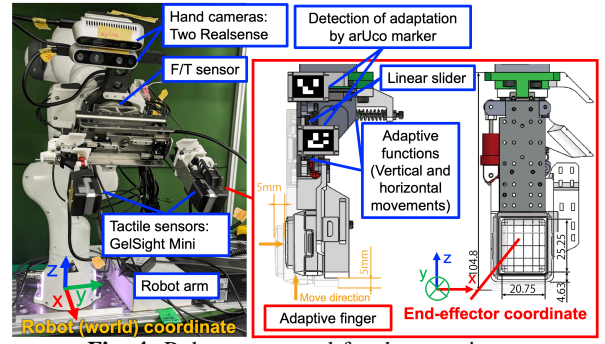 Hand cameras:
Two Realsense
F/T sensor
Tactile sensors:
GelSight Mini
Robot arm
z
y
x
Robot (world) coordinate
Detection of adaptation
by arUco marker
Linear slider
Adaptive
functions
(Vertical and
horizontal
movements)
5mm
5mm
Move direction
Adaptive finger
z
y
x
104.8
25.25
4.63
20.75
End-effector coordinate